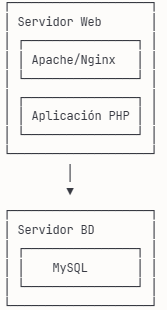 Servidor Web
Apache/Nginx
Aplicación PHP
Servidor BD
MySQL